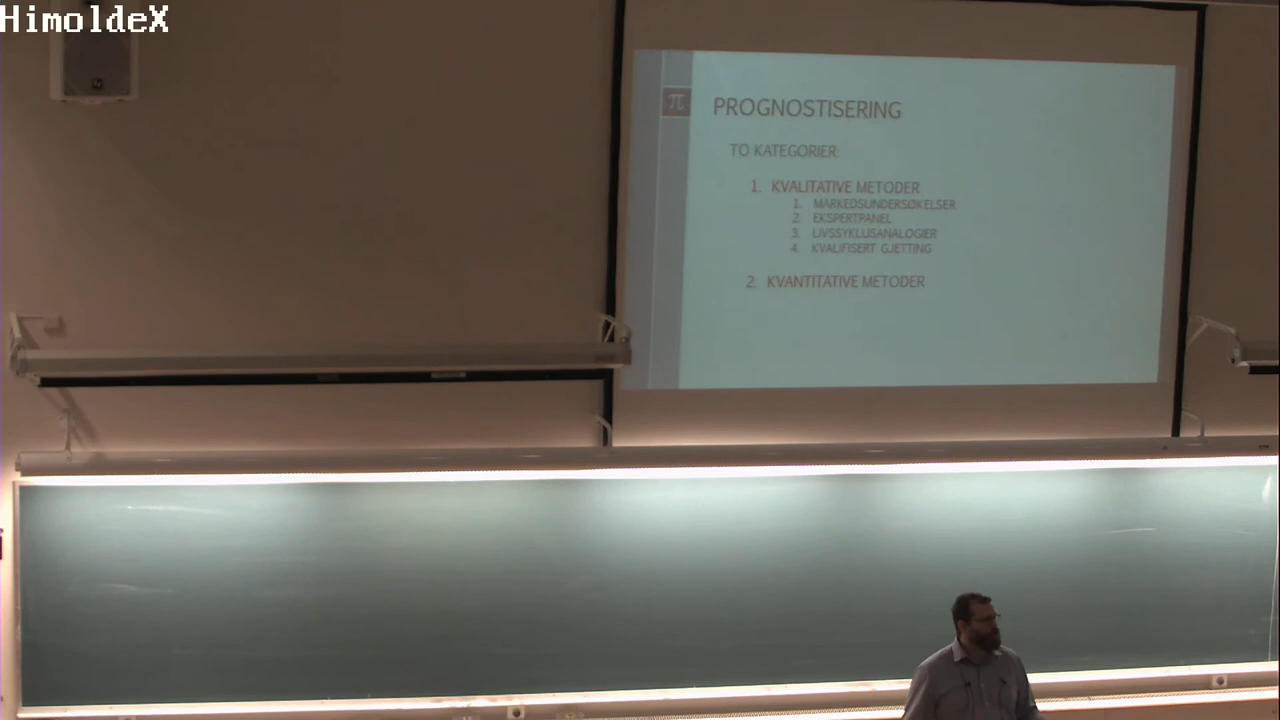 HimoldeX
π
PROGNOSTISERING
TO KATEGORIER:
1. KVALITATIVE METODER
1. MARKEDSUNDERSØKELSER
2. EKSPERTPANEL
3. LIVSSYKLUSANALOGIER
4. KVALIFISERT GJETTING
2. KVANTITATIVE METODER